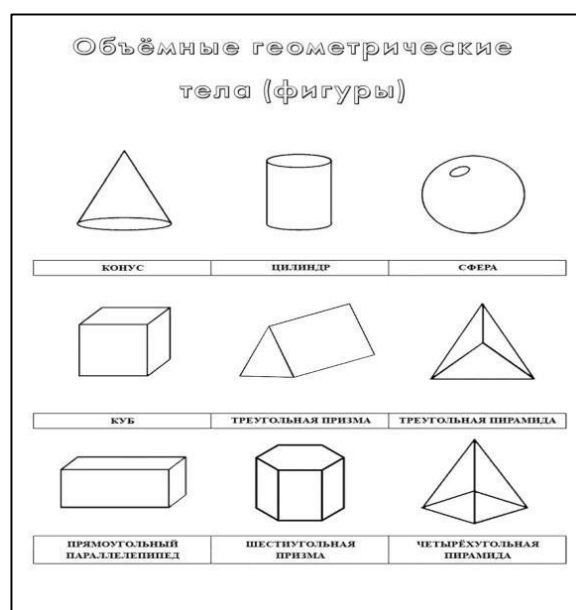 Объёмные геометрические
тела (фигуры)
КОНУС
ЦИЛИНДР
СФЕРА
КУБ
ТРЕУГОЛЬНАЯ ПРИЗМА
ТРЕУГОЛЬНАЯ ПИРАМИДА
ПРЯМОУГОЛЬНЫЙ
ПАРАЛЛЕЛЕПИПЕД
ШЕСТИУГОЛЬНАЯ
ПРИЗМА
ЧЕТЫРЁХУГОЛЬНАЯ
ПИРАМИДА